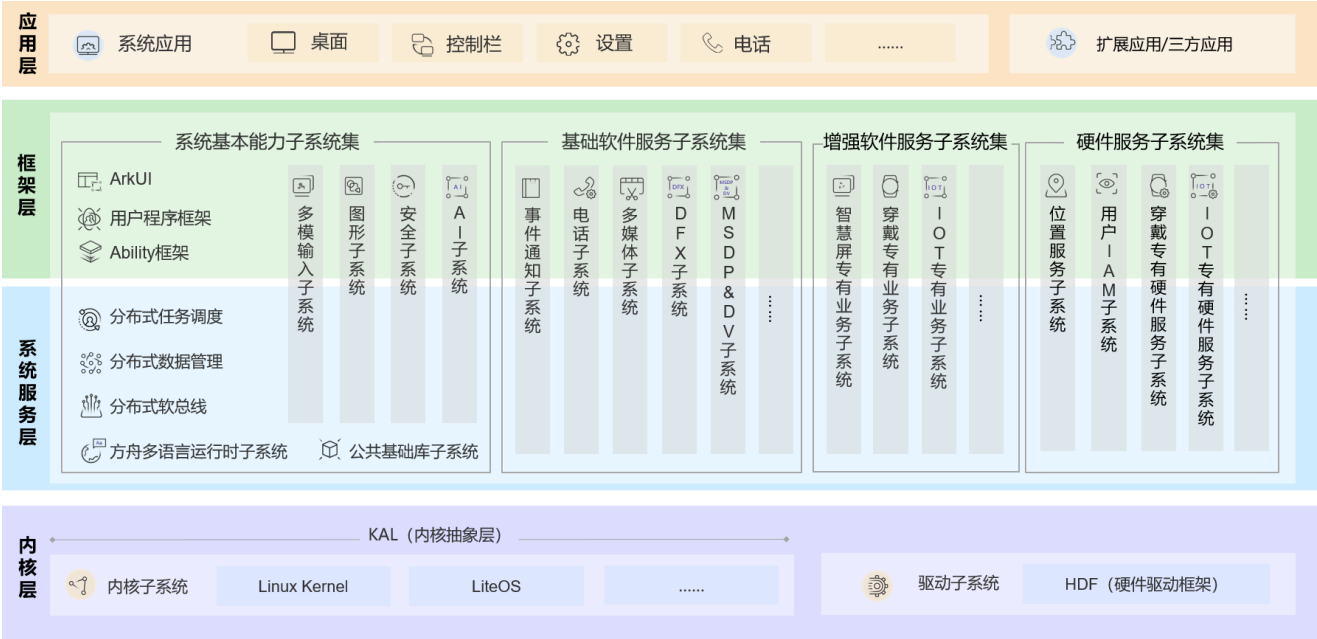 应用层
系统应用
桌面
控制栏
设置
电话
......
扩展应用/三方应用
框架层
系统基本能力子系统集
ArkUI
用户程序框架
Ability框架
多模输入子系统
图形子系统
安全子系统
AI子系统
基础软件服务子系统集
事件通知子系统
电话子系统
多媒体子系统
DFX子系统
MSDP&DV子系统
......
增强软件服务子系统集
智慧屏专有业务子系统
穿戴专有业务子系统
IOT专有业务子系统
......
硬件服务子系统集
位置服务子系统
用户IAM子系统
穿戴专有硬件服务子系统
IOT专有硬件服务子系统
......
系统服务层
分布式任务调度
分布式数据管理
分布式软总线
方舟多语言运行时子系统
公共基础库子系统
内核层
KAL（内核抽象层）
内核子系统
Linux Kernel
LiteOS
......
驱动子系统
HDF（硬件驱动框架）